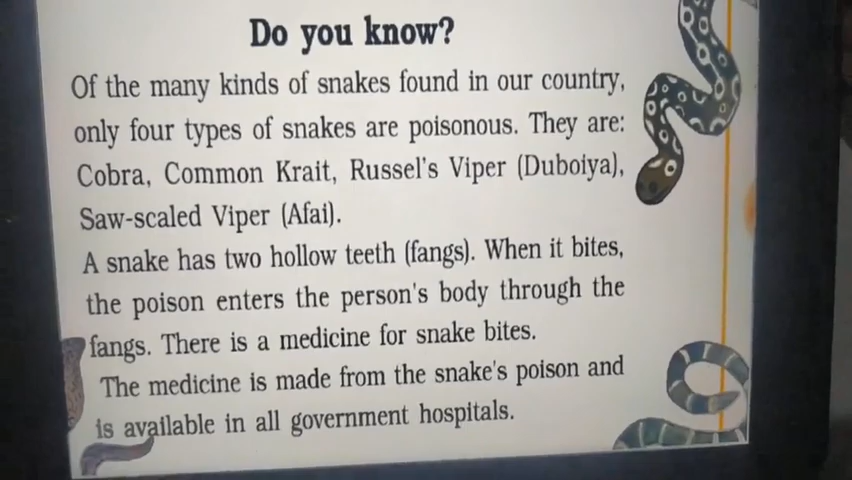 Do you know?
Of the many kinds of snakes found in our country,
only four types of snakes are poisonous. They are:
Cobra, Common Krait, Russel's Viper (Duboiya),
Saw-scaled Viper (Afai).
A snake has two hollow teeth (fangs). When it bites,
the poison enters the person's body through the
fangs. There is a medicine for snake bites.
The medicine is made from the snake's poison and
is available in all government hospitals.